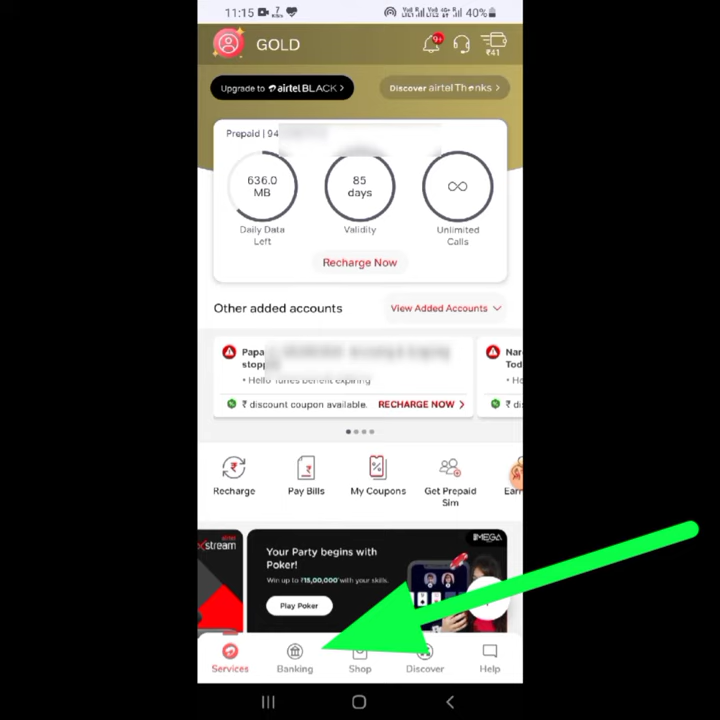 11:15 40%
GOLD
9+
₹41
Upgrade to airtel BLACK >
Discover airtel Thanks >
Prepaid | 94
636.0
MB
85
days
∞
Daily Data
Left
Validity
Unlimited
Calls
Recharge Now
Other added accounts
View Added Accounts
Papa
stop
• Hello Tunes benefit expiring
₹ discount coupon available. RECHARGE NOW >
Nar
Tod
• He
₹ di
Recharge
Pay Bills
My Coupons
Get Prepaid
Sim
Earn
xstream
MEGA
Your Party begins with
Poker!
Win up to ₹15,00,000* with your skills.
Play Poker
Services
Banking
Shop
Discover
Help